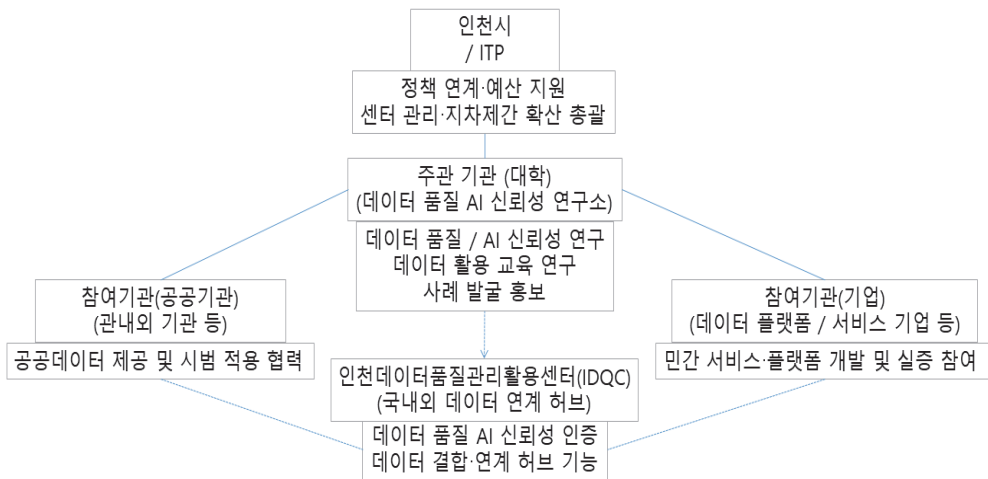 인천시
/ ITP
정책 연계·예산 지원
센터 관리·지차제간 확산 총괄
주관 기관 (대학)
(데이터 품질 AI 신뢰성 연구소)
데이터 품질 / AI 신뢰성 연구
데이터 활용 교육 연구
사례 발굴 홍보
참여기관(공공기관)
(관내외 기관 등)
공공데이터 제공 및 시범 적용 협력
참여기관(기업)
(데이터 플랫폼 / 서비스 기업 등)
민간 서비스·플랫폼 개발 및 실증 참여
인천데이터품질관리활용센터(IDQC)
(국내외 데이터 연계 허브)
데이터 품질 AI 신뢰성 인증
데이터 결합·연계 허브 기능